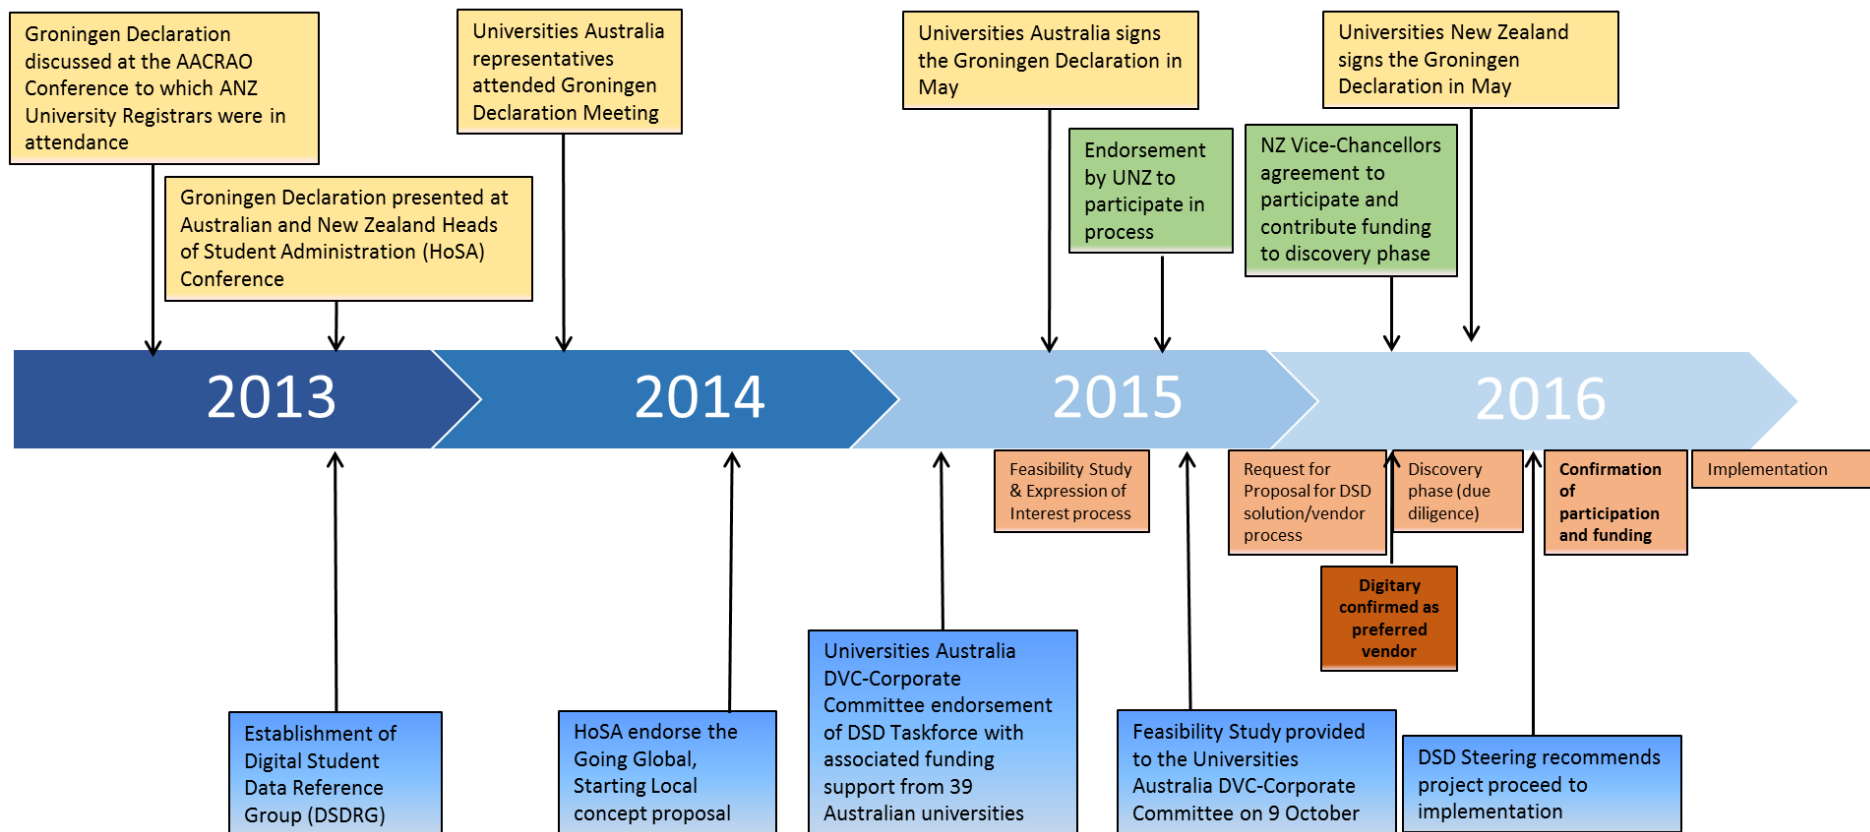 Groningen Declaration
discussed at the AACRAO
Conference to which ANZ
University Registrars were in
attendance
Groningen Declaration presented at
Australian and New Zealand Heads
of Student Administration (HoSA)
Conference
Universities Australia
representatives
attended Groningen
Declaration Meeting
Universities Australia signs
the Groningen Declaration in
May
Endorsement
by UNZ to
participate in
process
Universities New Zealand
signs the Groningen
Declaration in May
NZ Vice-Chancellors
agreement to
participate and
contribute funding
to discovery phase
2013
2014
2015
2016
Feasibility Study
& Expression of
Interest process
Request for
Proposal for DSD
solution/vendor
process
Discovery
phase (due
diligence)
Confirmation
of
participation
and funding
Implementation
Digitary
confirmed as
preferred
vendor
Establishment of
Digital Student
Data Reference
Group (DSDRG)
HoSA endorse the
Going Global,
Starting Local
concept proposal
Universities Australia
DVC-Corporate
Committee endorsement
of DSD Taskforce with
associated funding
support from 39
Australian universities
Feasibility Study provided
to the Universities
Australia DVC-Corporate
Committee on 9 October
DSD Steering recommends
project proceed to
implementation